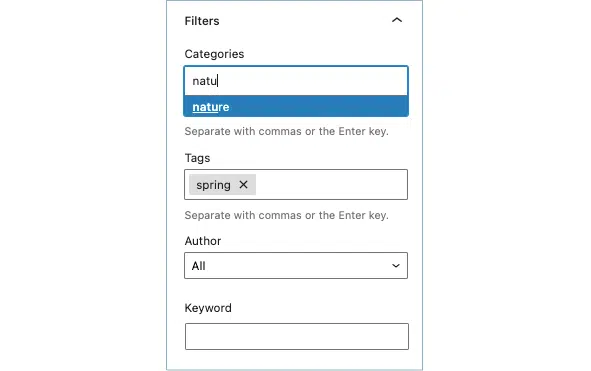 Filters
Categories
natu
nature
Separate with commas or the Enter key.
Tags
spring
Separate with commas or the Enter key.
Author
All
Keyword